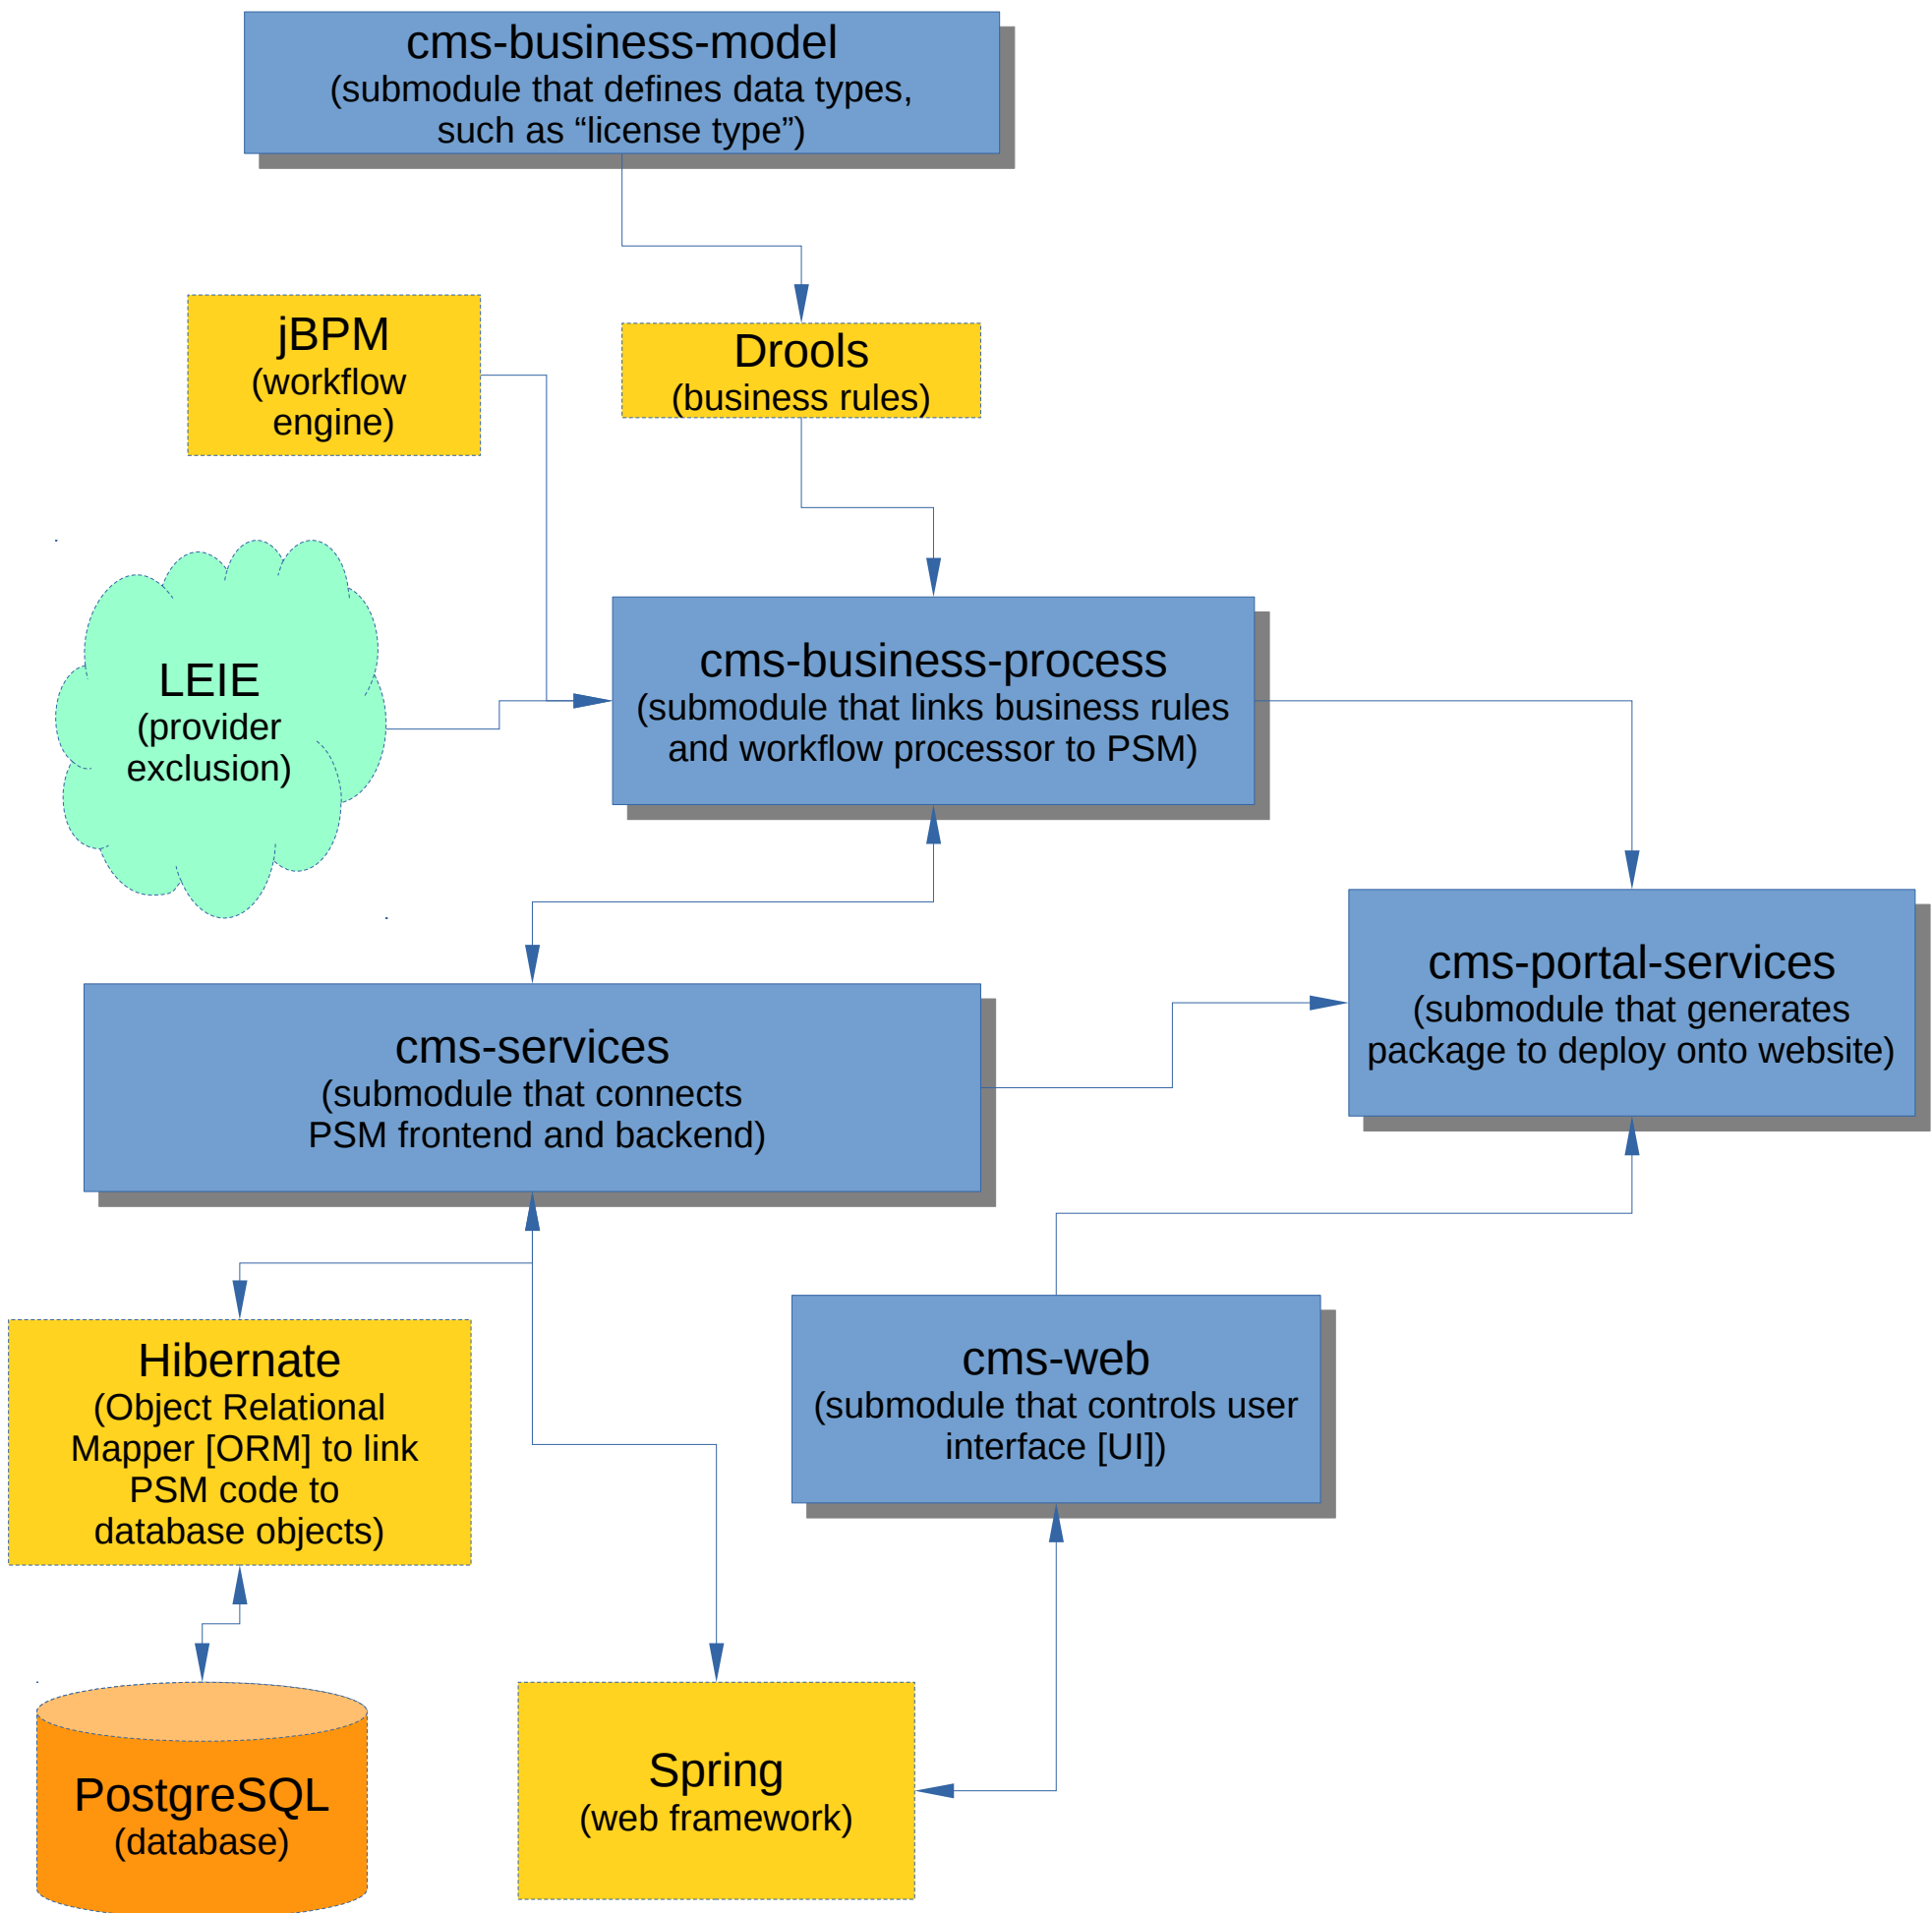 cms-business-model
(submodule that defines data types,
such as “license type”)
jBPM
(workflow
engine)
Drools
(business rules)
LEIE
(provider
exclusion)
cms-business-process
(submodule that links business rules
and workflow processor to PSM)
cms-portal-services
(submodule that generates
package to deploy onto website)
cms-services
(submodule that connects
PSM frontend and backend)
Hibernate
(Object Relational
Mapper [ORM] to link
PSM code to
database objects)
cms-web
(submodule that controls user
interface [UI])
PostgreSQL
(database)
Spring
(web framework)